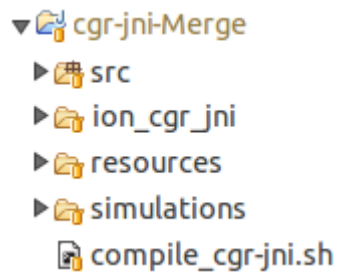 cgr-jni-Merge
src
ion_cgr_jni
resources
simulations
compile_cgr-jni.sh